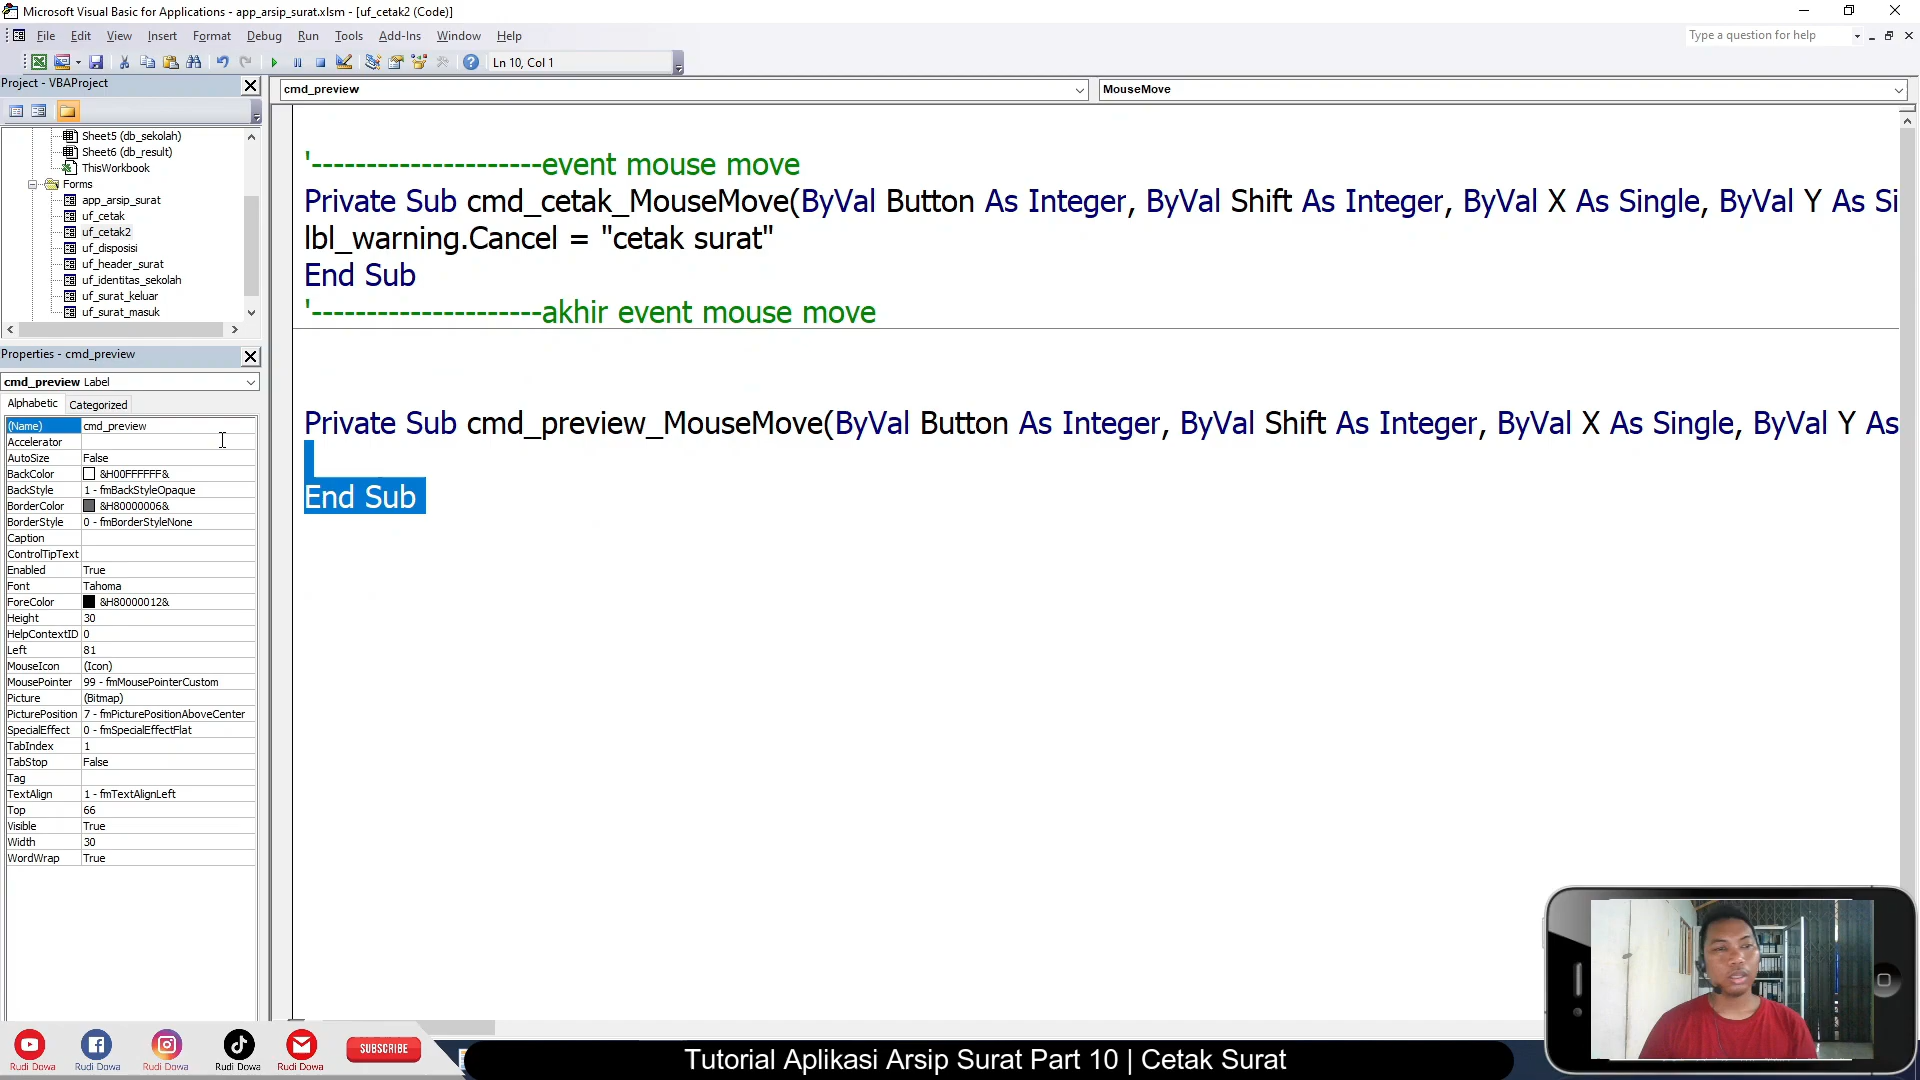 Microsoft Visual Basic for Applications - app_arsip_surat.xlsm - [uf_cetak2 (Code)]
File Edit View Insert Format Debug Run Tools Add-Ins Window Help
Type a question for help
Ln 10, Col 1
Project - VBAProject
cmd_preview
MouseMove
Sheet5 (db_sekolah)
Sheet6 (db_result)
ThisWorkbook
Forms
app_arsip_surat
uf_cetak
uf_cetak2
uf_disposisi
uf_header_surat
uf_identitas_sekolah
uf_surat_keluar
uf_surat_masuk
Properties - cmd_preview
cmd_preview Label
Alphabetic Categorized
(Name) cmd_preview
Accelerator
AutoSize False
BackColor &H00FFFFFF&
BackStyle 1 - fmBackStyleOpaque
BorderColor &H80000006&
BorderStyle 0 - fmBorderStyleNone
Caption
ControlTipText
Enabled True
Font Tahoma
ForeColor &H80000012&
Height 30
HelpContextID 0
Left 81
MouseIcon (Icon)
MousePointer 99 - fmMousePointerCustom
Picture (Bitmap)
PicturePosition 7 - fmPicturePositionAboveCenter
SpecialEffect 0 - fmSpecialEffectFlat
TabIndex 1
TabStop False
Tag
TextAlign 1 - fmTextAlignLeft
Top 66
Visible True
Width 30
WordWrap True
'---------------------event mouse move
Private Sub cmd_cetak_MouseMove(ByVal Button As Integer, ByVal Shift As Integer, ByVal X As Single, ByVal Y As Si
lbl_warning.Cancel = "cetak surat"
End Sub
'---------------------akhir event mouse move
Private Sub cmd_preview_MouseMove(ByVal Button As Integer, ByVal Shift As Integer, ByVal X As Single, ByVal Y As
End Sub
Rudi Dowa
Rudi Dowa
Rudi Dowa
Rudi Dowa
Rudi Dowa
SUBSCRIBE
Tutorial Aplikasi Arsip Surat Part 10 | Cetak Surat